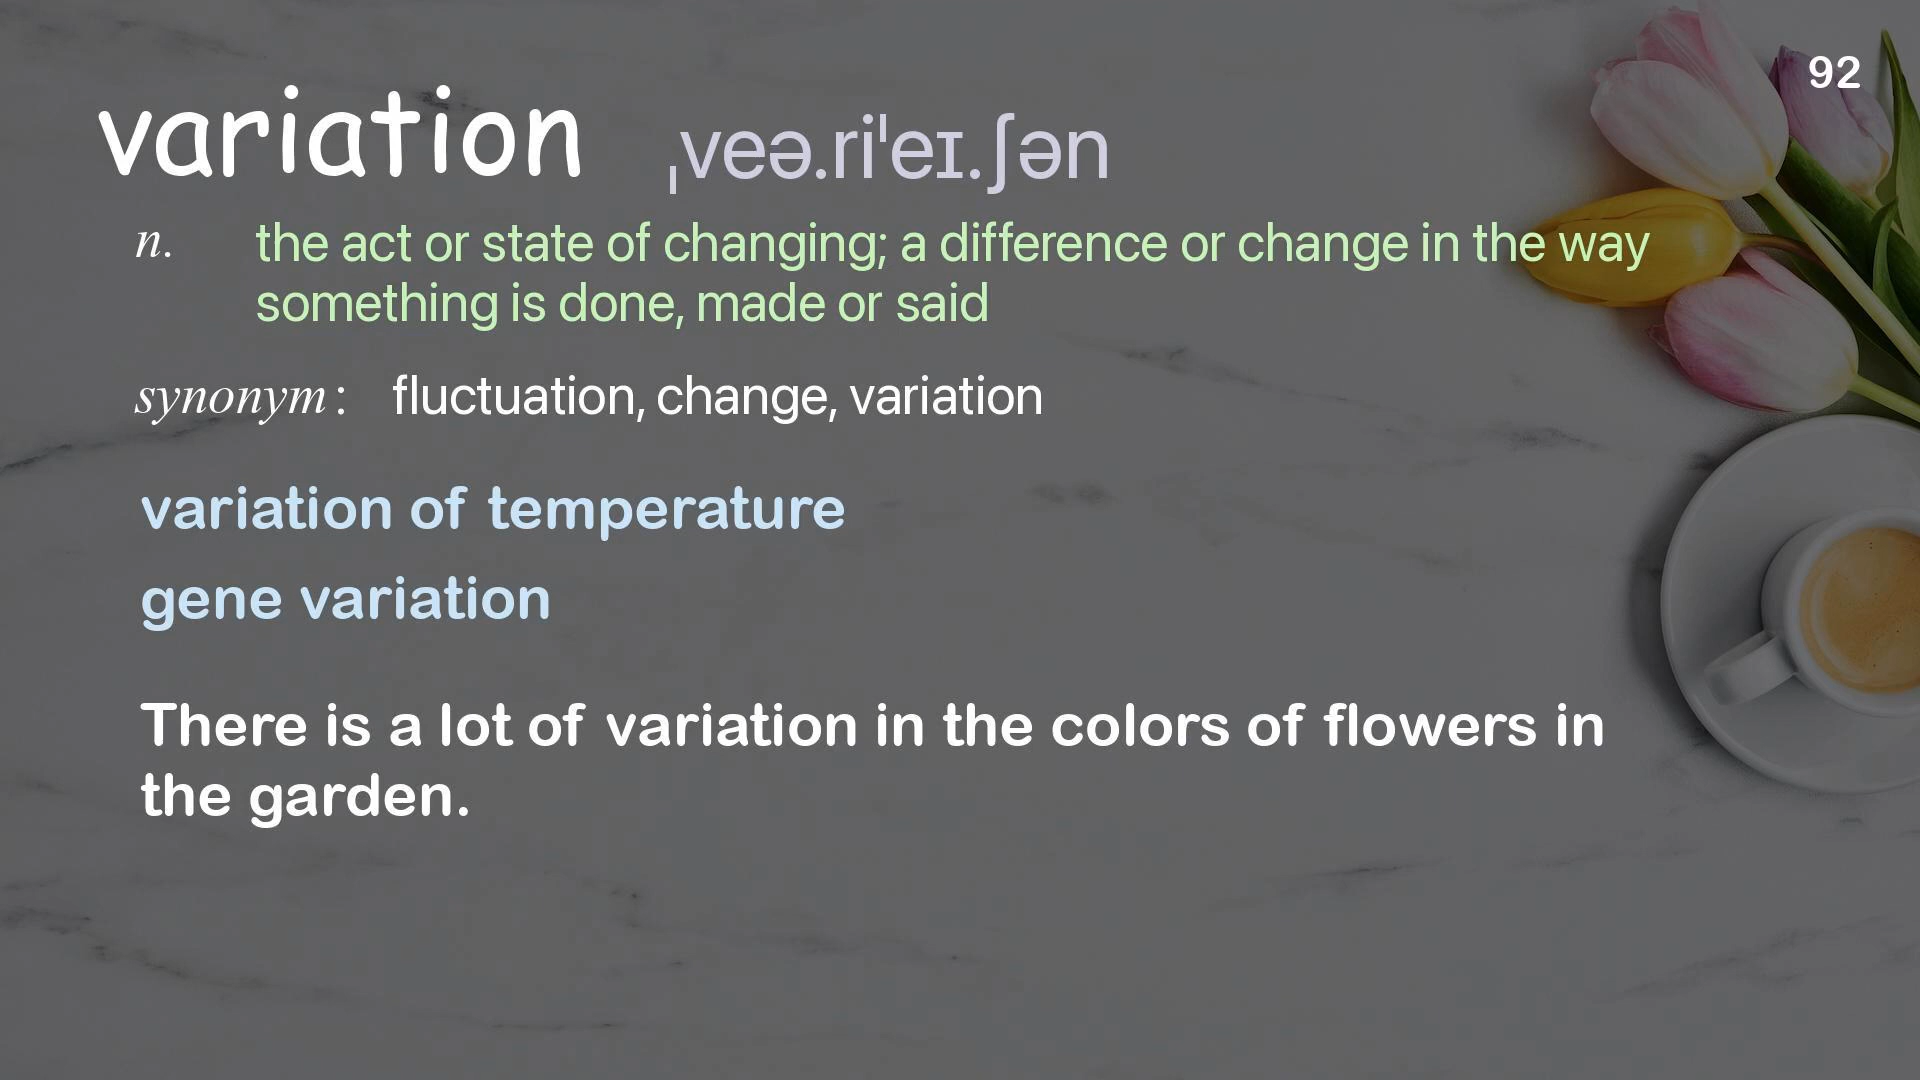 92
variation ˌveə.riˈeɪ.ʃən
n. the act or state of changing; a difference or change in the way
something is done, made or said
synonym: fluctuation, change, variation
variation of temperature
gene variation
There is a lot of variation in the colors of flowers in
the garden.